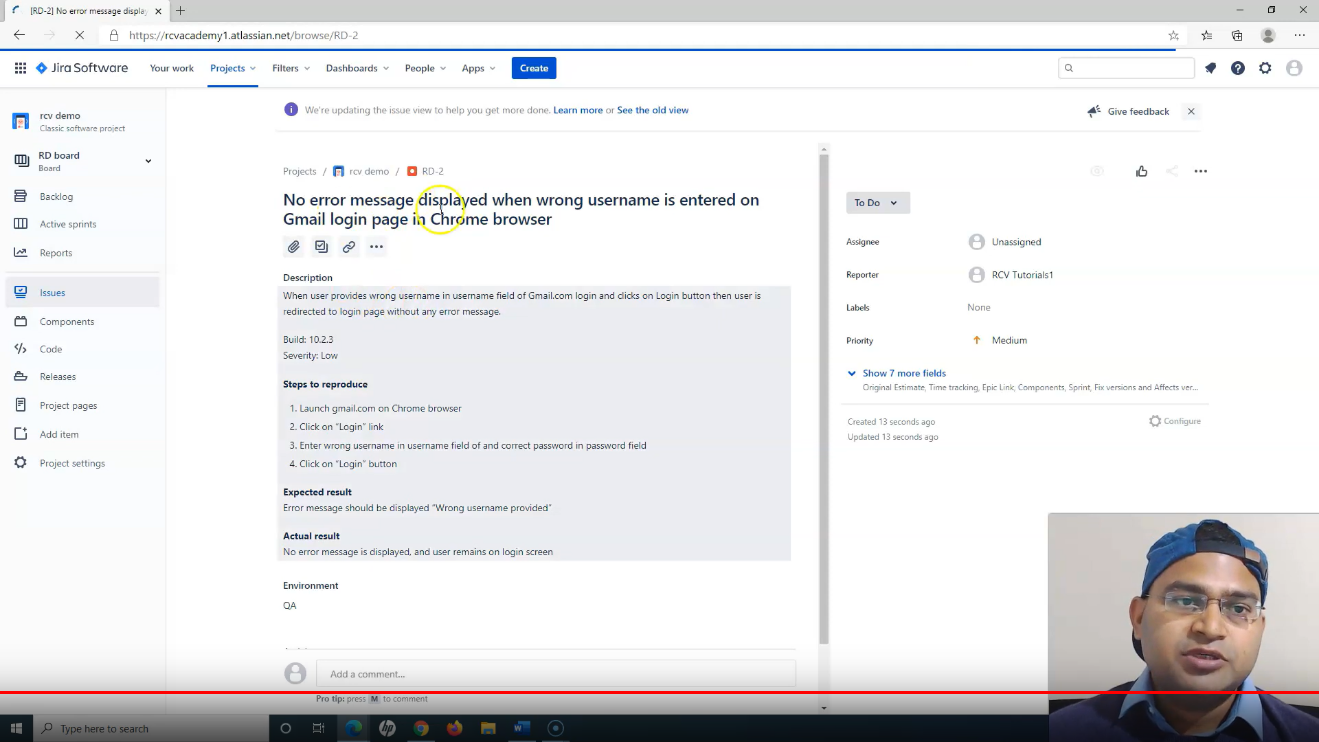 [RD-2] No error message display
https://rcvacademy1.atlassian.net/browse/RD-2
Jira Software
Your work
Projects
Filters
Dashboards
People
Apps
Create
We're updating the issue view to help you get more done. Learn more or See the old view
Give feedback
rcv demo
Classic software project
RD board
Board
Backlog
Active sprints
Reports
Issues
Components
Code
Releases
Project pages
Add item
Project settings
Projects / rcv demo / RD-2
No error message displayed when wrong username is entered on
Gmail login page in Chrome browser
Description
When user provides wrong username in username field of Gmail.com login and clicks on Login button then user is
redirected to login page without any error message.
Build: 10.2.3
Severity: Low
Steps to reproduce
1. Launch gmail.com on Chrome browser
2. Click on "Login" link
3. Enter wrong username in username field of and correct password in password field
4. Click on "Login" button
Expected result
Error message should be displayed "Wrong username provided"
Actual result
No error message is displayed, and user remains on login screen
Environment
QA
Add a comment...
Pro tip: press M to comment
To Do
Assignee
Unassigned
Reporter
RCV Tutorials1
Labels
None
Priority
Medium
Show 7 more fields
Original Estimate, Time tracking, Epic Link, Components, Sprint, Fix versions and Affects ver...
Created 13 seconds ago
Updated 13 seconds ago
Configure
Type here to search